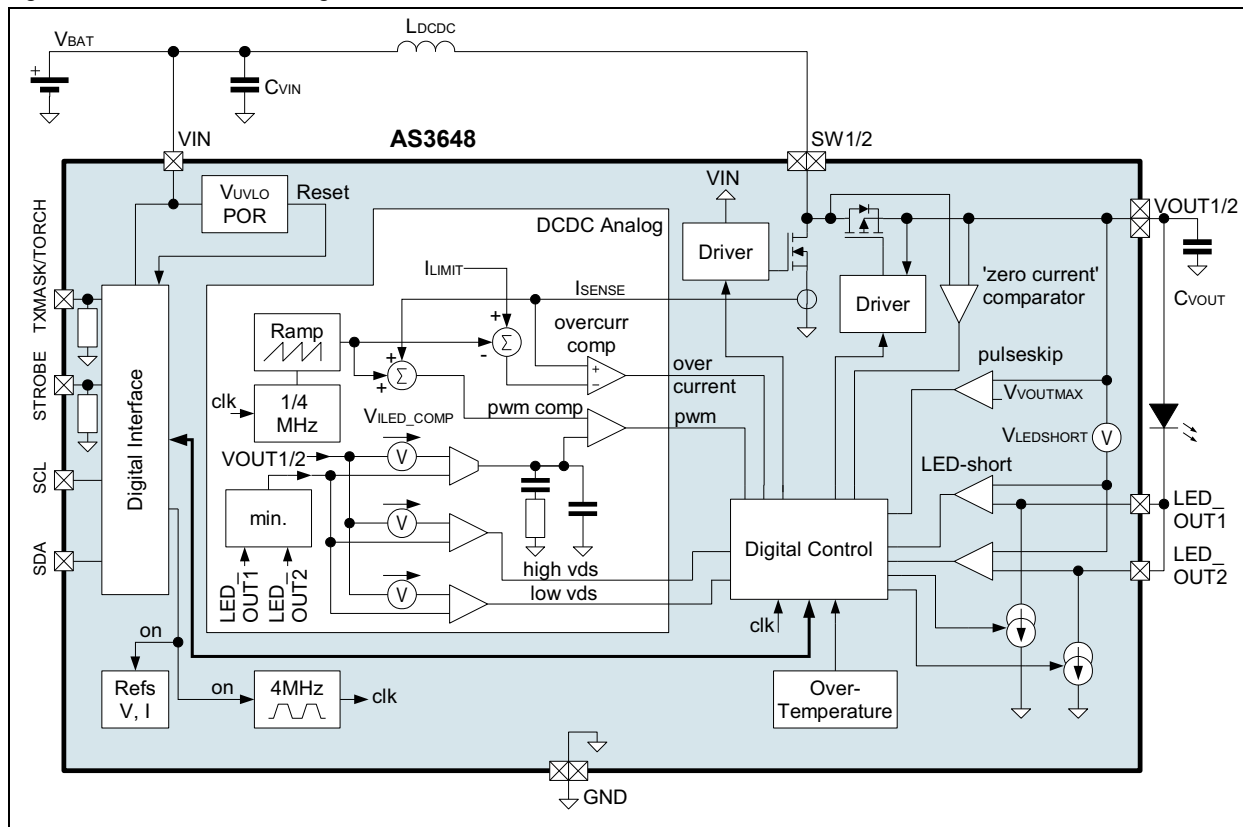 VBAT
LDCDC
+
CVIN
VIN
AS3648
SW1/2
VUVLO
POR
Reset
VIN
VOUT1/2
DCDC Analog
Driver
TXMASK/TORCH
ILIMIT
ISENSE
Driver
'zero current'
comparator
CVOUT
Ramp
+
Σ
-
+
+
Σ
overcurr
comp
+
-
over
current
pulseskip
STROBE
clk
1/4
MHz
VILED_COMP
pwm comp
pwm
VVOUTMAX
VLEDSHORT
V
Digital Interface
VOUT1/2
V
LED-short
SCL
min.
V
Digital Control
LED_
OUT1
SDA
high vds
LED_
OUT2
LED_
OUT1
LED_
OUT2
V
low vds
clk
on
Refs
V, I
on
4MHz
clk
Over-
Temperature
GND